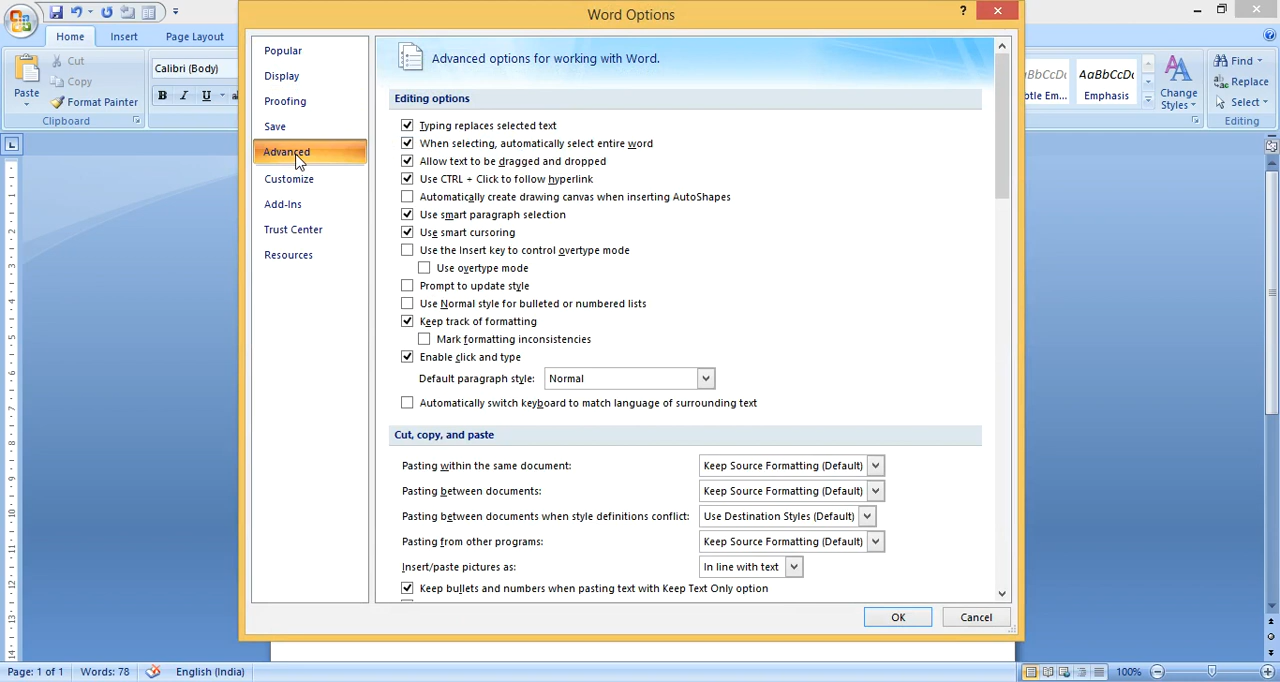 Word Options
?
Home
Insert
Page Layout
Paste
Cut
Copy
Format Painter
Clipboard
Calibri (Body)
B I U
Popular
Display
Proofing
Save
Advanced
Customize
Add-Ins
Trust Center
Resources
Advanced options for working with Word.
Editing options
Typing replaces selected text
When selecting, automatically select entire word
Allow text to be dragged and dropped
Use CTRL + Click to follow hyperlink
Automatically create drawing canvas when inserting AutoShapes
Use smart paragraph selection
Use smart cursoring
Use the Insert key to control overtype mode
Use overtype mode
Prompt to update style
Use Normal style for bulleted or numbered lists
Keep track of formatting
Mark formatting inconsistencies
Enable click and type
Default paragraph style: Normal
Automatically switch keyboard to match language of surrounding text
Cut, copy, and paste
Pasting within the same document: Keep Source Formatting (Default)
Pasting between documents: Keep Source Formatting (Default)
Pasting between documents when style definitions conflict: Use Destination Styles (Default)
Pasting from other programs: Keep Source Formatting (Default)
Insert/paste pictures as: In line with text
Keep bullets and numbers when pasting text with Keep Text Only option
OK
Cancel
AaBbCcDc
Emphasis
Change
Styles
Find
Replace
Select
Editing
Page: 1 of 1
Words: 78
English (India)
100%